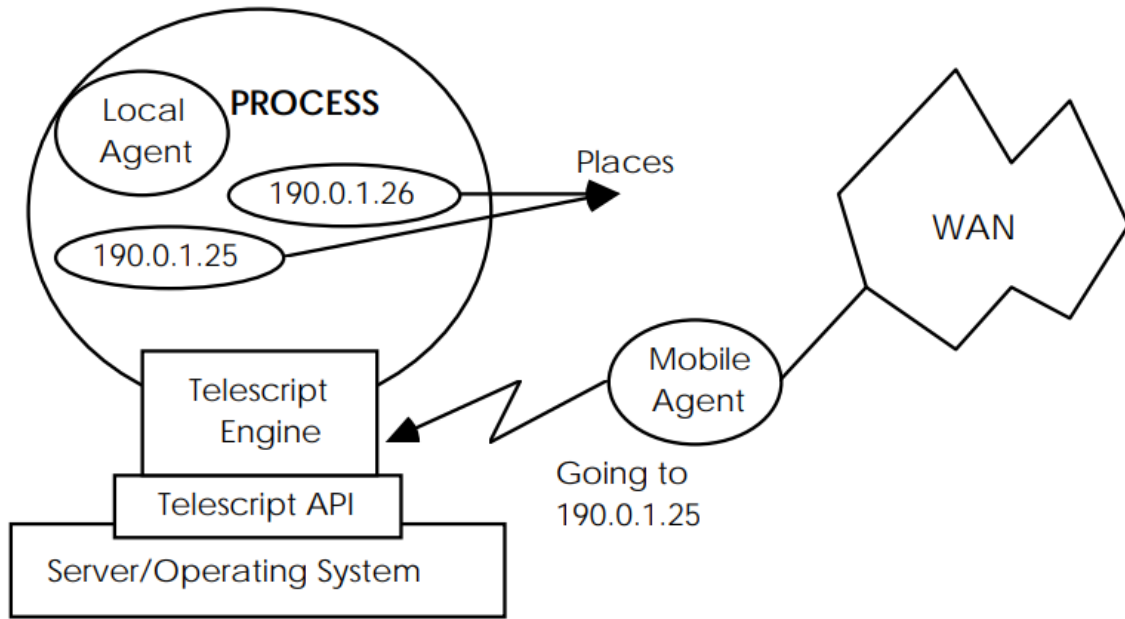 Local
Agent
PROCESS
190.0.1.26
190.0.1.25
Places
WAN
Telescript
Engine
Mobile
Agent
Going to
190.0.1.25
Telescript API
Server/Operating System